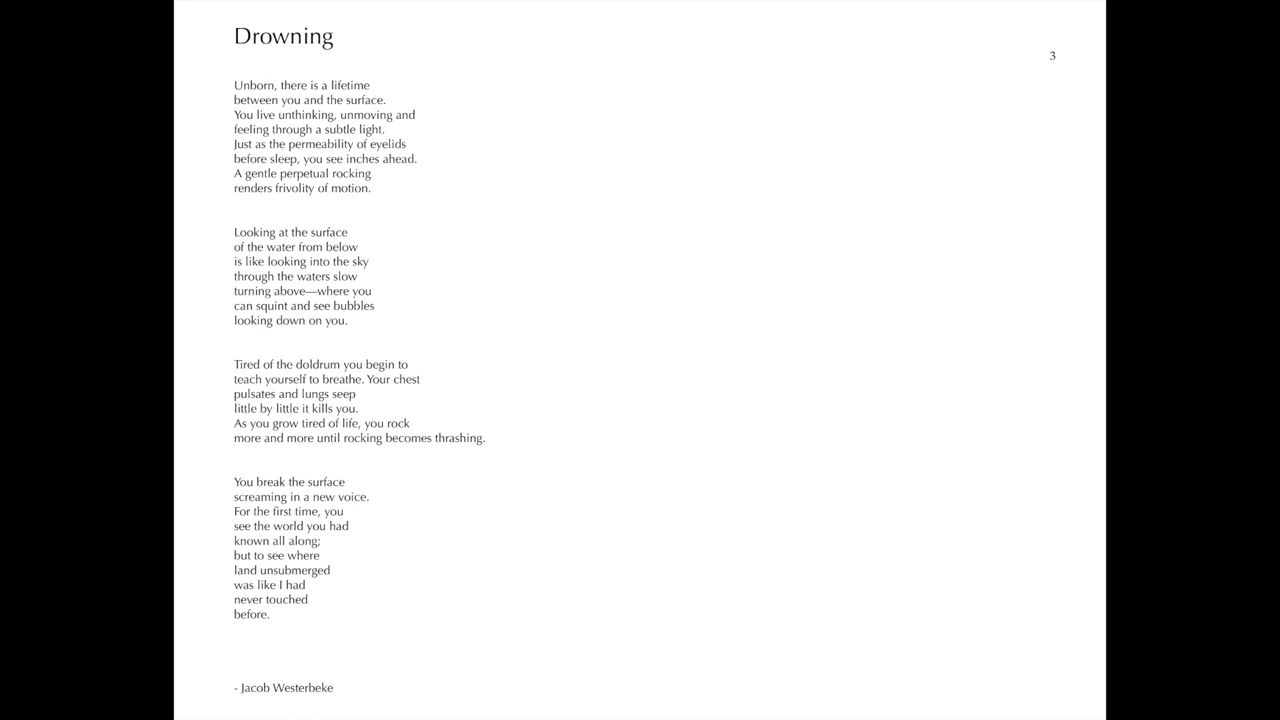 Drowning
3
Unborn, there is a lifetime
between you and the surface.
You live unthinking, unmoving and
feeling through a subtle light.
Just as the permeability of eyelids
before sleep, you see inches ahead.
A gentle perpetual rocking
renders frivolity of motion.
Looking at the surface
of the water from below
is like looking into the sky
through the waters slow
turning above—where you
can squint and see bubbles
looking down on you.
Tired of the doldrum you begin to
teach yourself to breathe. Your chest
pulsates and lungs seep
little by little it kills you.
As you grow tired of life, you rock
more and more until rocking becomes thrashing.
You break the surface
screaming in a new voice.
For the first time, you
see the world you had
known all along;
but to see where
land unsubmerged
was like I had
never touched
before.
- Jacob Westerbeke